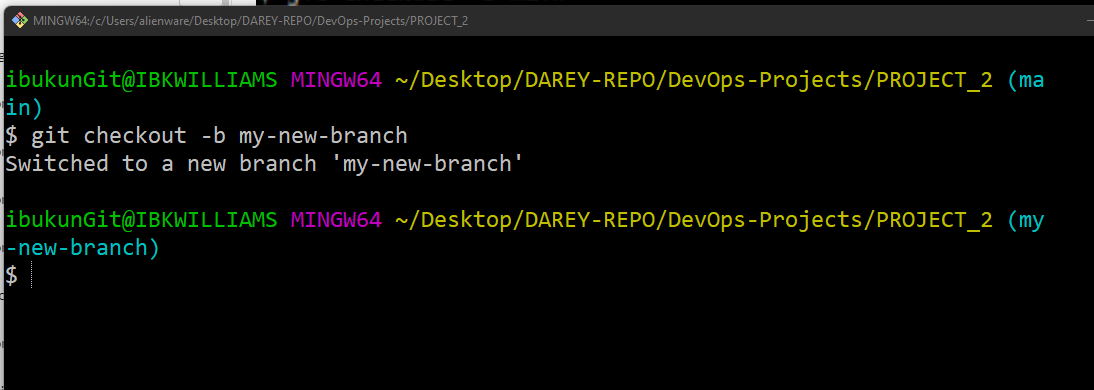 MINGW64:/c/Users/alienware/Desktop/DAREY-REPO/DevOps-Projects/PROJECT_2
ibukunGit@IBKWILLIAMS MINGW64 ~/Desktop/DAREY-REPO/DevOps-Projects/PROJECT_2 (ma
in)
$ git checkout -b my-new-branch
Switched to a new branch 'my-new-branch'
ibukunGit@IBKWILLIAMS MINGW64 ~/Desktop/DAREY-REPO/DevOps-Projects/PROJECT_2 (my
-new-branch)
$